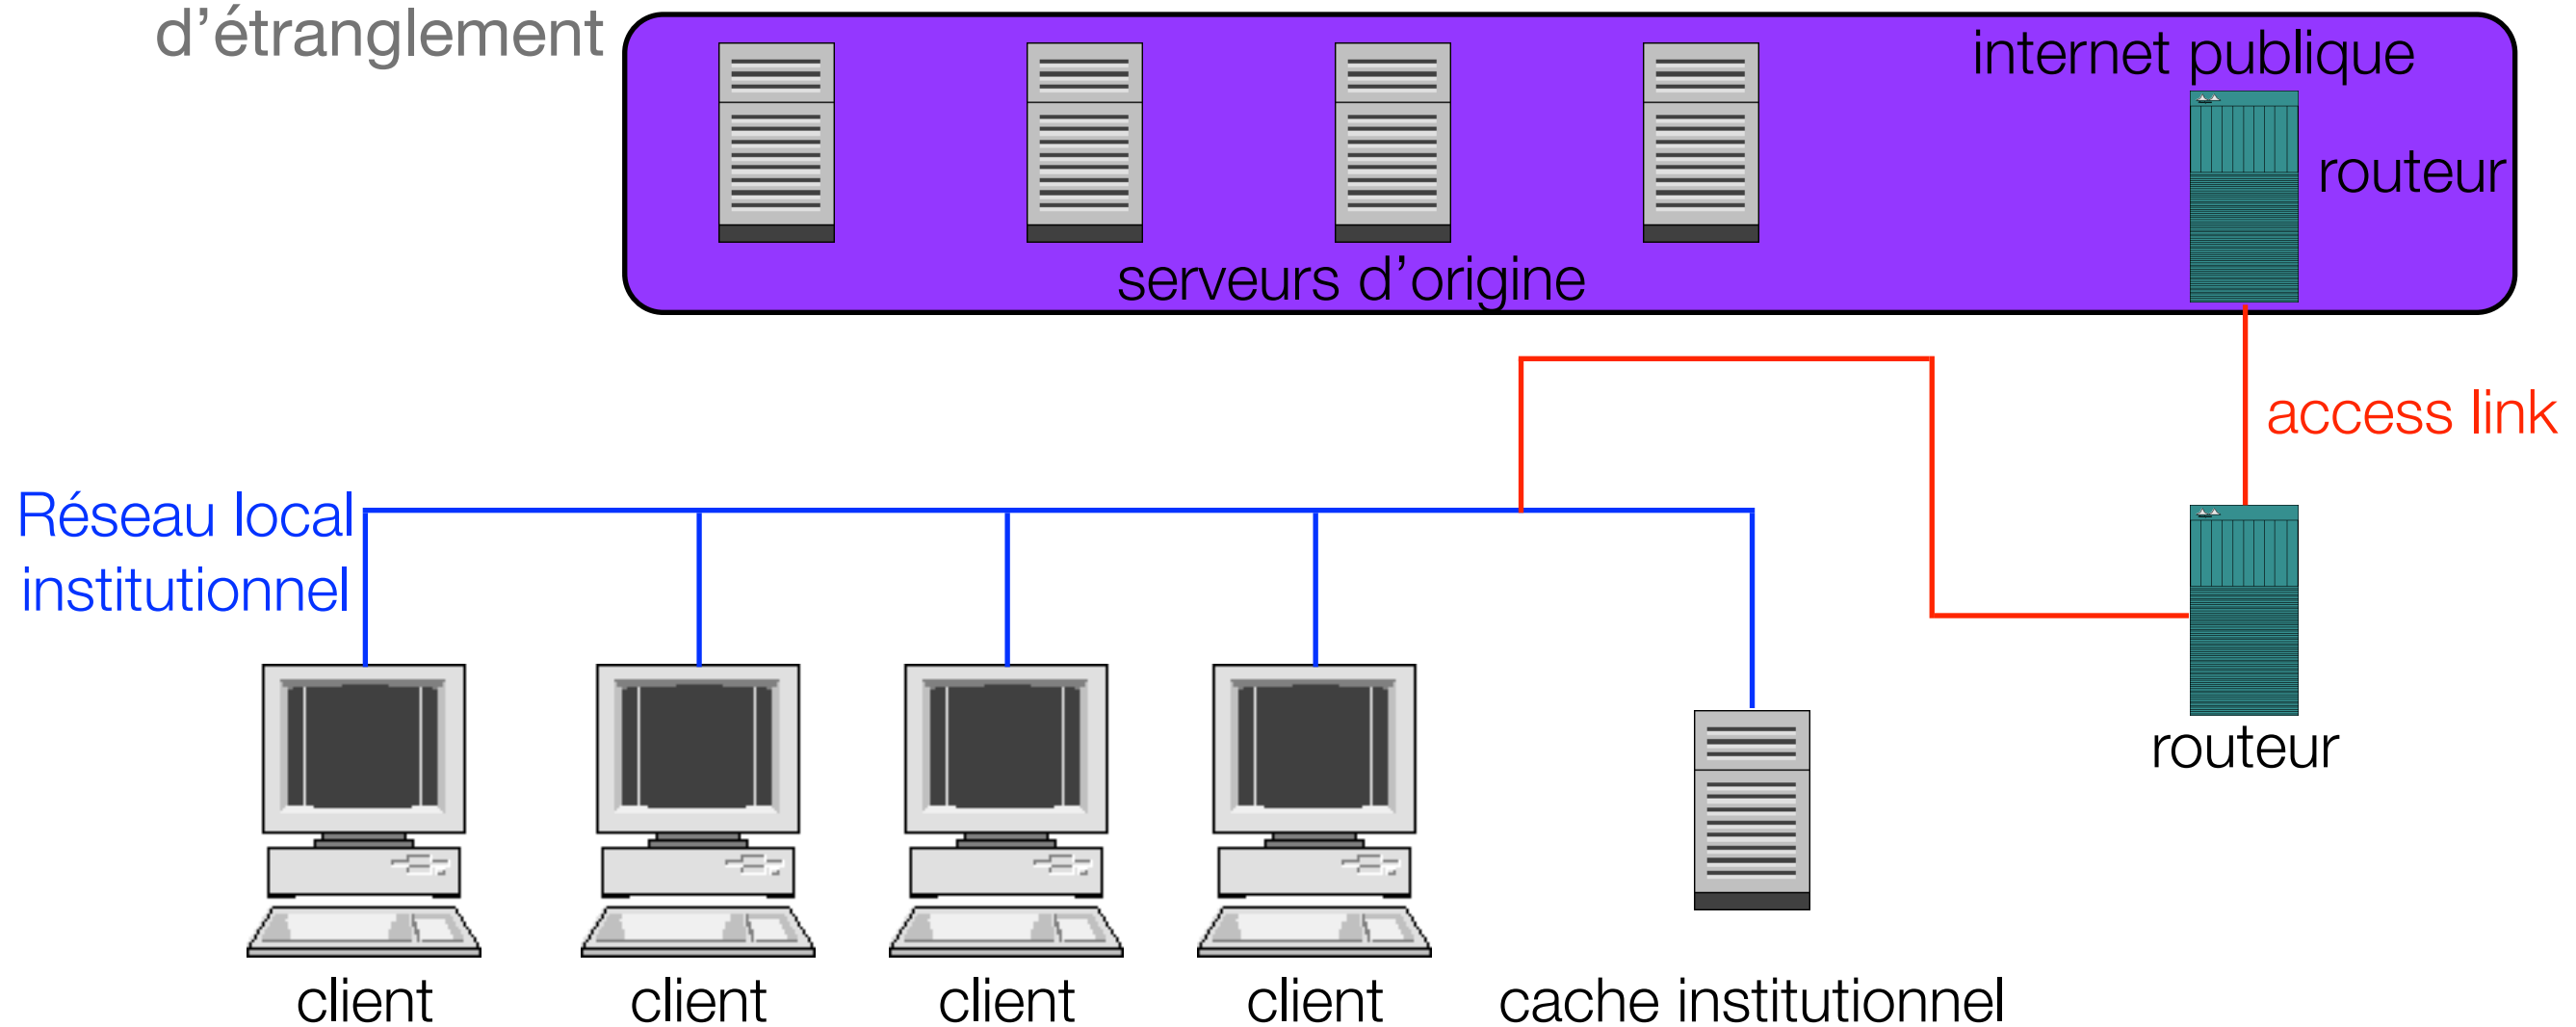 d’étranglement
internet publique
routeur
serveurs d’origine
access link
Réseau local
institutionnel
routeur
client
client
client
client
cache institutionnel